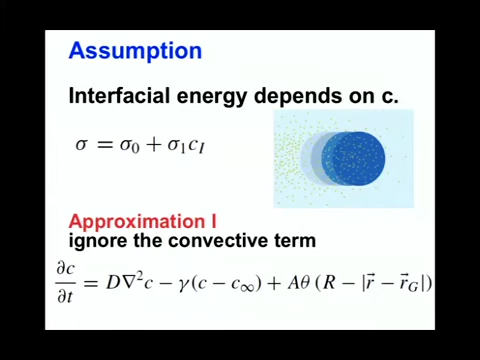 Assumption
Interfacial energy depends on c.
σ = σ₀ + σ₁c_I
Approximation I
ignore the convective term
∂c/∂t = D∇²c − γ(c − c∞) + Aθ (R − |r⃗ − r⃗_G|)